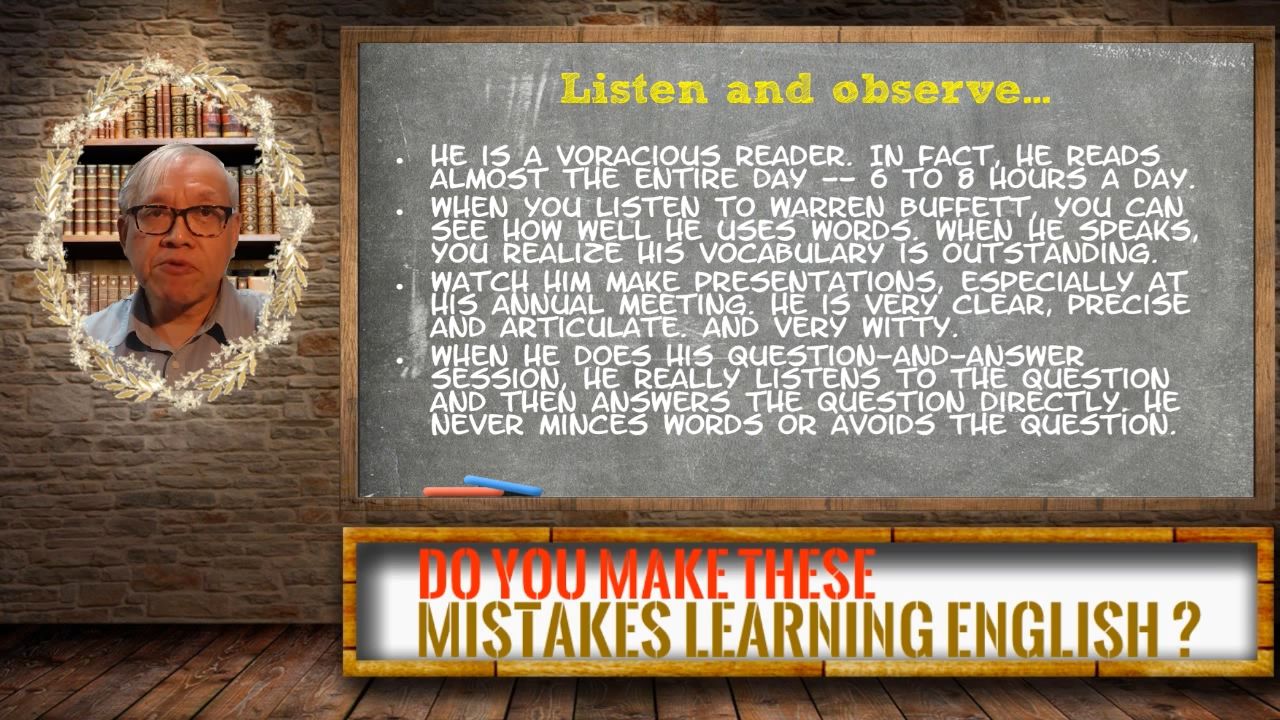 Listen and observe...
• HE IS A VORACIOUS READER. IN FACT, HE READS
ALMOST THE ENTIRE DAY -- 6 TO 8 HOURS A DAY.
• WHEN YOU LISTEN TO WARREN BUFFETT, YOU CAN
SEE HOW WELL HE USES WORDS. WHEN HE SPEAKS,
YOU REALIZE HIS VOCABULARY IS OUTSTANDING.
• WATCH HIM MAKE PRESENTATIONS, ESPECIALLY AT
HIS ANNUAL MEETING. HE IS VERY CLEAR, PRECISE
AND ARTICULATE. AND VERY WITTY.
• WHEN HE DOES HIS QUESTION-AND-ANSWER
SESSION, HE REALLY LISTENS TO THE QUESTION
AND THEN ANSWERS THE QUESTION DIRECTLY. HE
NEVER MINCES WORDS OR AVOIDS THE QUESTION.
DO YOU MAKE THESE
MISTAKES LEARNING ENGLISH ?